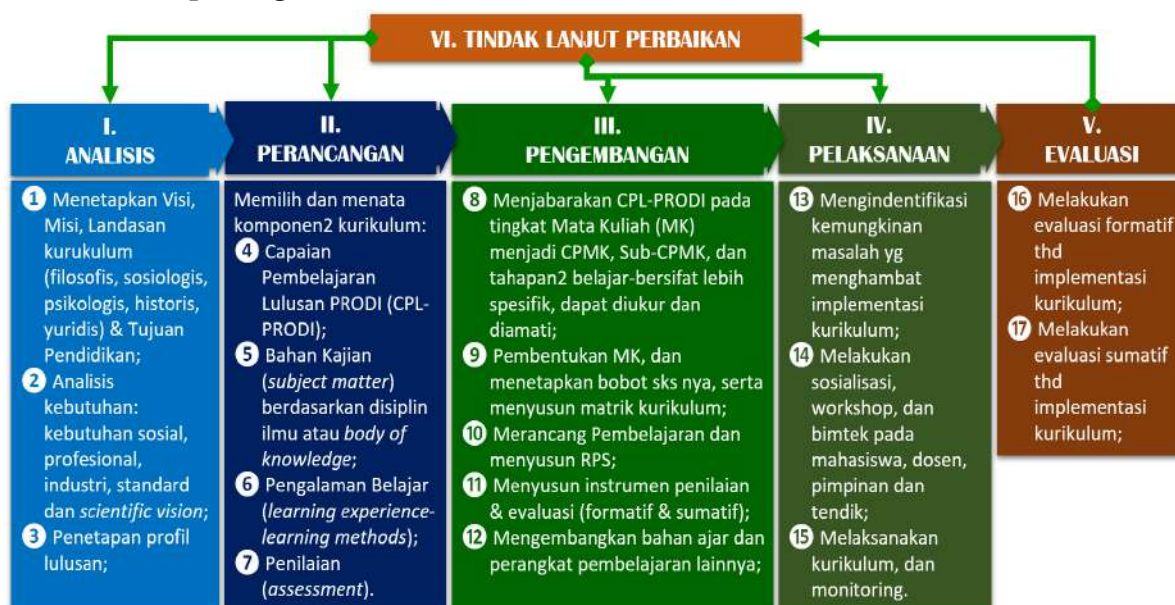 VI. TINDAK LANJUT PERBAIKAN
I.
ANALISIS
1 Menetapkan Visi,
Misi, Landasan
kurukulum
(filosofis, sosiologis,
psikologis, historis,
yuridis) & Tujuan
Pendidikan;
2 Analisis
kebutuhan:
kebutuhan sosial,
profesional,
industri, standard
dan scientific vision;
3 Penetapan profil
lulusan;
II.
PERANCANGAN
Memilih dan menata
komponen2 kurikulum:
4 Capaian
Pembelajaran
Lulusan PRODI (CPL-
PRODI);
5 Bahan Kajian
(subject matter)
berdasarkan disiplin
ilmu atau body of
knowledge;
6 Pengalaman Belajar
(learning experience-
learning methods);
7 Penilaian
(assessment).
III.
PENGEMBANGAN
8 Menjabarakan CPL-PRODI pada
tingkat Mata Kuliah (MK)
menjadi CPMK, Sub-CPMK, dan
tahapan2 belajar-bersifat lebih
spesifik, dapat diukur dan
diamati;
9 Pembentukan MK, dan
menetapkan bobot sks nya, serta
menyusun matrik kurikulum;
10 Merancang Pembelajaran dan
menyusun RPS;
11 Menyusun instrumen penilaian
& evaluasi (formatif & sumatif);
12 Mengembangkan bahan ajar dan
perangkat pembelajaran lainnya;
IV.
PELAKSANAAN
13 Mengindentifikasi
kemungkinan
masalah yg
menghambat
implementasi
kurikulum;
14 Melakukan
sosialisasi,
workshop, dan
bimtek pada
mahasiswa, dosen,
pimpinan dan
tendik;
15 Melaksanakan
kurikulum, dan
monitoring.
V.
EVALUASI
16 Melakukan
evaluasi formatif
thd
implementasi
kurikulum;
17 Melakukan
evaluasi sumatif
thd
implementasi
kurikulum;